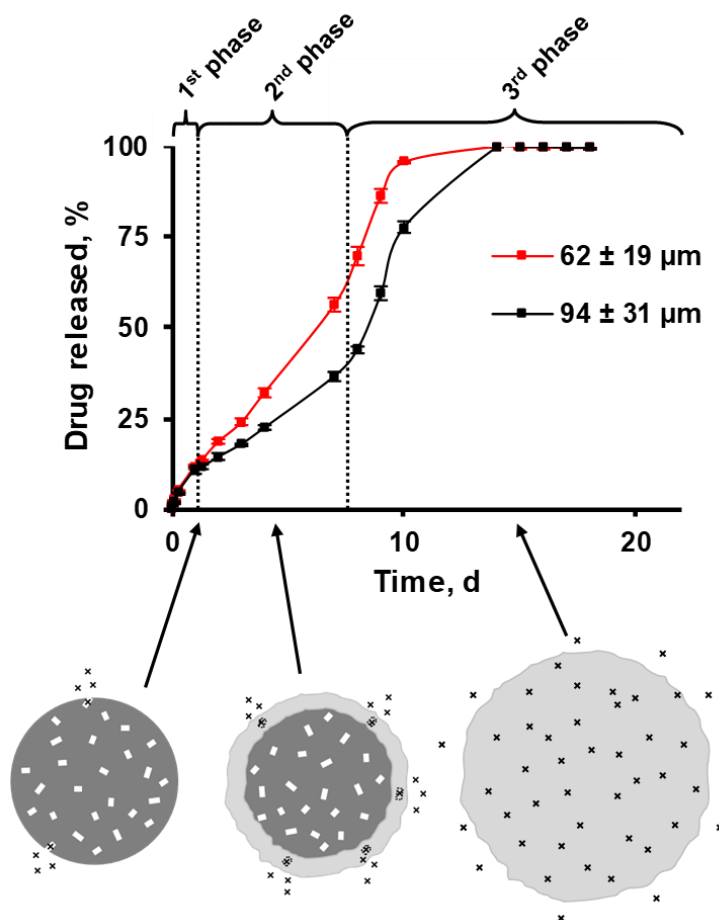 1st phase
2nd phase
3rd phase
100
75
50
25
0
Drug released, %
62 ± 19 µm
94 ± 31 µm
0
10
20
Time, d